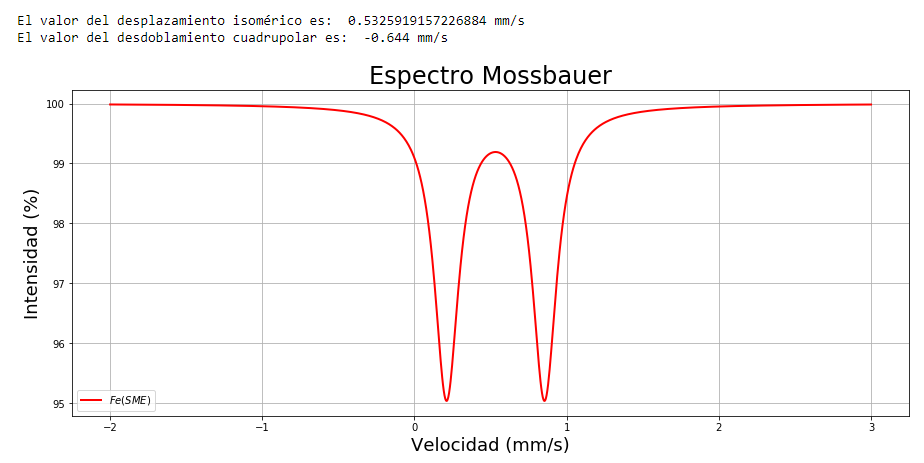 El valor del desplazamiento isomérico es:  0.5325919157226884 mm/s
El valor del desdoblamiento cuadrupolar es:  -0.644 mm/s
Espectro Mossbauer
Intensidad (%)
100
99
98
97
96
95
Fe(SME)
−2
−1
0
1
2
3
Velocidad (mm/s)